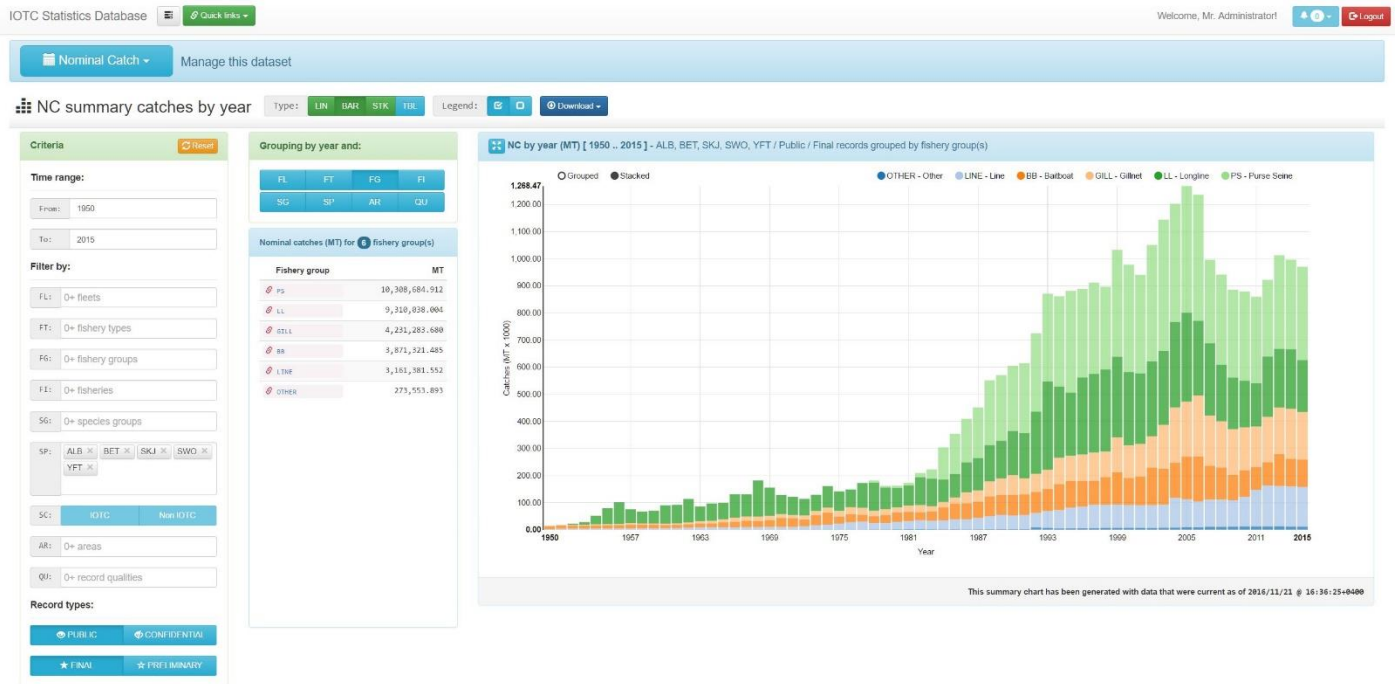 IOTC Statistics Database
Quick links
Welcome, Mr. Administrator!
0
Logout
Nominal Catch
Manage this dataset
NC summary catches by year
Type: LIN BAR STK TBL
Legend:
Download
Criteria
Reset
Time range:
From: 1950
To: 2015
Filter by:
FL: 0+ fleets
FT: 0+ fishery types
FG: 0+ fishery groups
FI: 0+ fisheries
SG: 0+ species groups
SP: ALB × BET × SKJ × SWO ×
YFT ×
SC: IOTC Non IOTC
AR: 0+ areas
QU: 0+ record qualities
Record types:
PUBLIC CONFIDENTIAL
FINAL PRELIMINARY
Grouping by year and:
FL FT FG FI
SG SP AR QU
Nominal catches (MT) for 6 fishery group(s)
Fishery group MT
PS 10,308,684.912
LL 9,310,038.004
GILL 4,231,283.680
BB 3,871,321.485
LINE 3,161,381.552
OTHER 273,553.893
NC by year (MT) [ 1950 .. 2015 ] - ALB, BET, SKJ, SWO, YFT / Public / Final records grouped by fishery group(s)
Grouped Stacked
OTHER - Other LINE - Line BB - Baitboat GILL - Gillnet LL - Longline PS - Purse Seine
1,268.47
1,200.00
1,100.00
1,000.00
900.00
800.00
700.00
600.00
500.00
400.00
300.00
200.00
100.00
0.00
Catches (MT x 1000)
1950 1957 1963 1969 1975 1981 1987 1993 1999 2005 2011 2015
Year
This summary chart has been generated with data that were current as of 2016/11/21 @ 16:36:25+0400